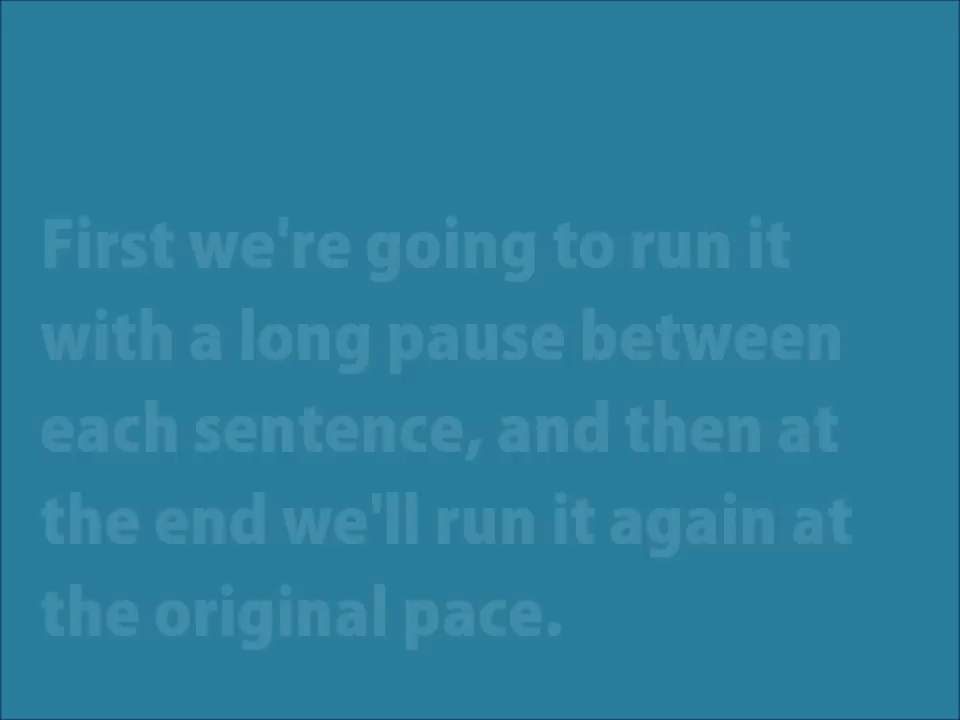 First we're going to run it
with a long pause between
each sentence, and then at
the end we'll run it again at
the original pace.